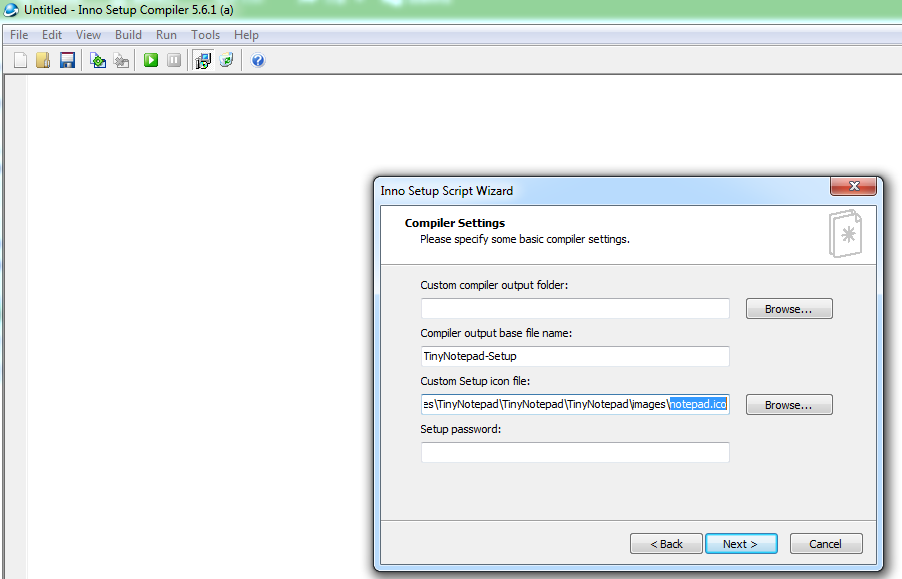 Untitled - Inno Setup Compiler 5.6.1 (a)
File Edit View Build Run Tools Help
Inno Setup Script Wizard
Compiler Settings
Please specify some basic compiler settings.
Custom compiler output folder:
Browse...
Compiler output base file name:
TinyNotepad-Setup
Custom Setup icon file:
es\TinyNotepad\TinyNotepad\TinyNotepad\images\notepad.ico
Browse...
Setup password:
< Back Next > Cancel